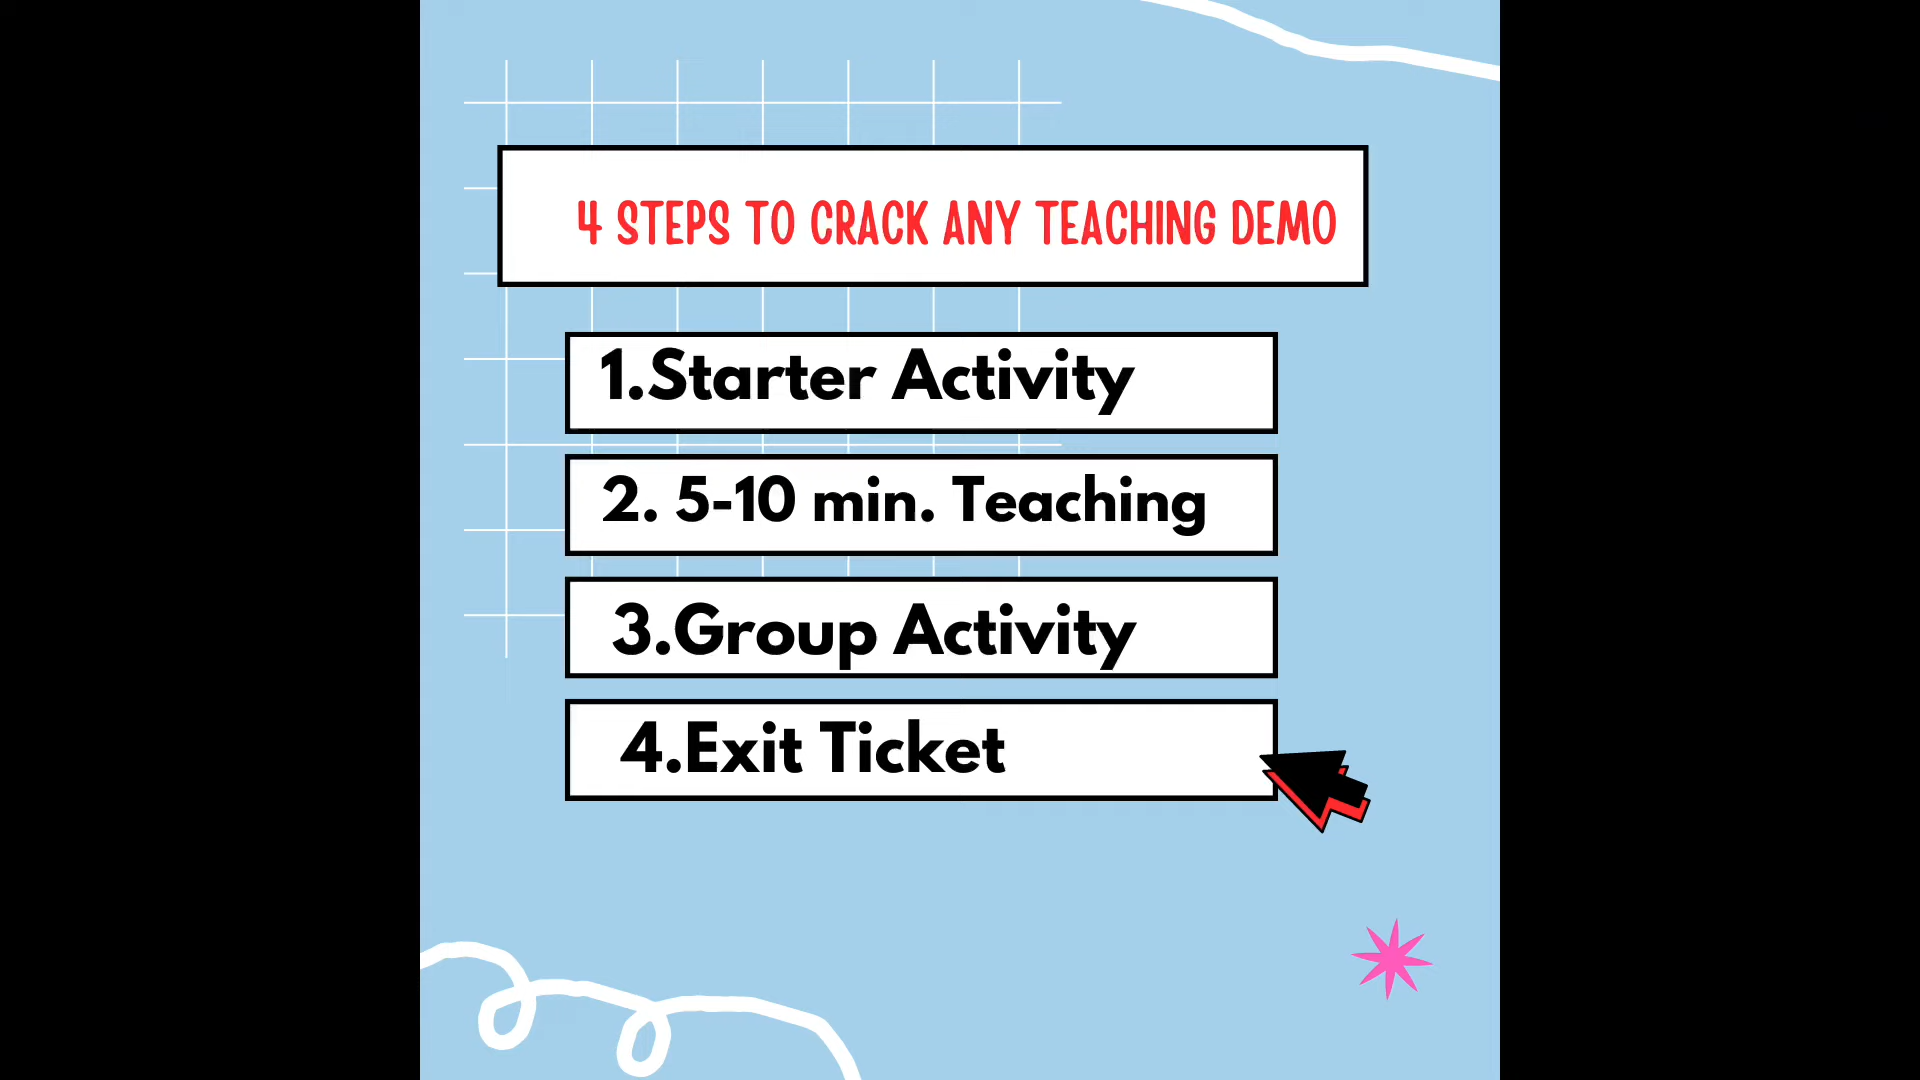 4 STEPS TO CRACK ANY TEACHING DEMO
1.Starter Activity
2. 5-10 min. Teaching
3.Group Activity
4.Exit Ticket